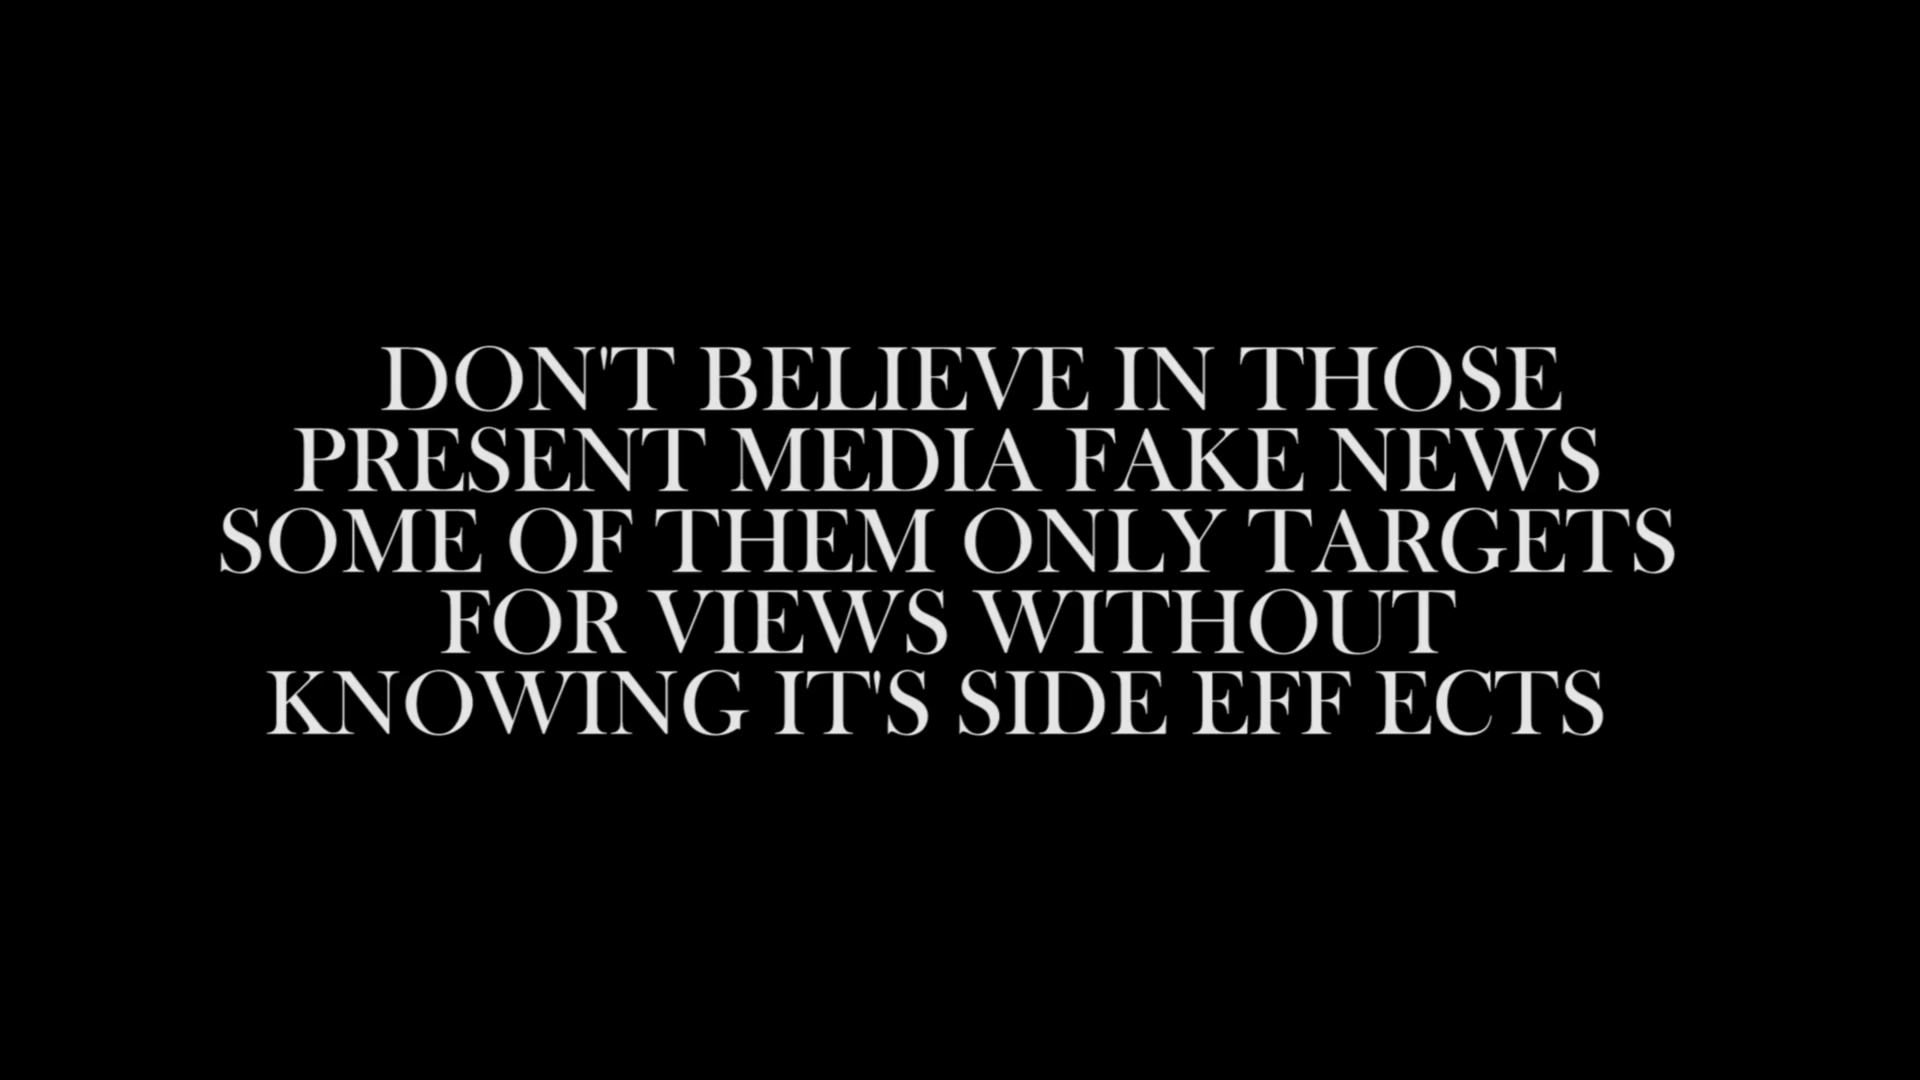 DON'T BELIEVE IN THOSE
PRESENT MEDIA FAKE NEWS
SOME OF THEM ONLY TARGETS
FOR VIEWS WITHOUT
KNOWING IT'S SIDE EFF ECTS